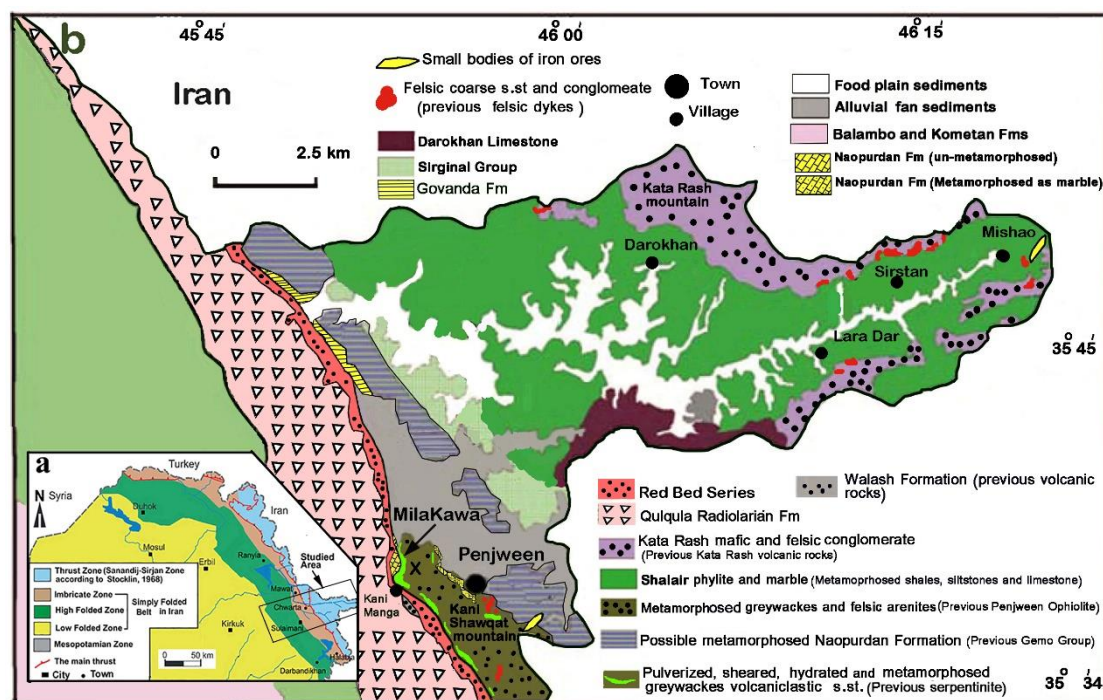 45 45
46 00
46 15
b
Iran
0 2.5 km
Small bodies of iron ores
Felsic coarse s.st and conglomeate
(previous felsic dykes )
Darokhan Limestone
Sirginal Group
Govanda Fm
Town
Village
Food plain sediments
Alluvial fan sediments
Balambo and Kometan Fms
Naopurdan Fm (un-metamorphosed)
Naopurdan Fm (Metamorphosed as marble)
Kata Rash
mountain
Darokhan
Mishao
Sirstan
Lara Dar
35 45
MilaKawa
X
Penjween
Kani
Manga
Kani
Shawqat
mountain
Red Bed Series
Walash Formation (previous volcanic
rocks)
Qulqula Radiolarián Fm
Kata Rash mafic and felsic conglomerate
(Previous Kata Rash volcanic rocks)
Shalair phylite and marble (Metamoprhosed shales, siltstones and limestone)
Metamorphosed greywackes and felsic arenites (Previous Penjween Ophiolite)
Possible metamorphosed Naopurdan Formation (Previous Gemo Group)
Pulverized, sheared, hydrated and metamorphosed
greywackes volcaniclastic s.st. (Previous serpentinite)
35 34
a
Turkey
N
Syria
Iran
Duhok
Mosul
Erbil
Ranyia
Mawat
Chwarta
Studied
Area
Kirkuk
Sulaimani
Halabja
Darbandikhan
Thrust Zone (Sanandij-Sirjan Zone
according to Stocklin, 1968)
Imbricate Zone
High Folded Zone
Low Folded Zone
Simply Folded
Belt in Iran
Mesopotamian Zone
The main thrust
City Town
0 50 km